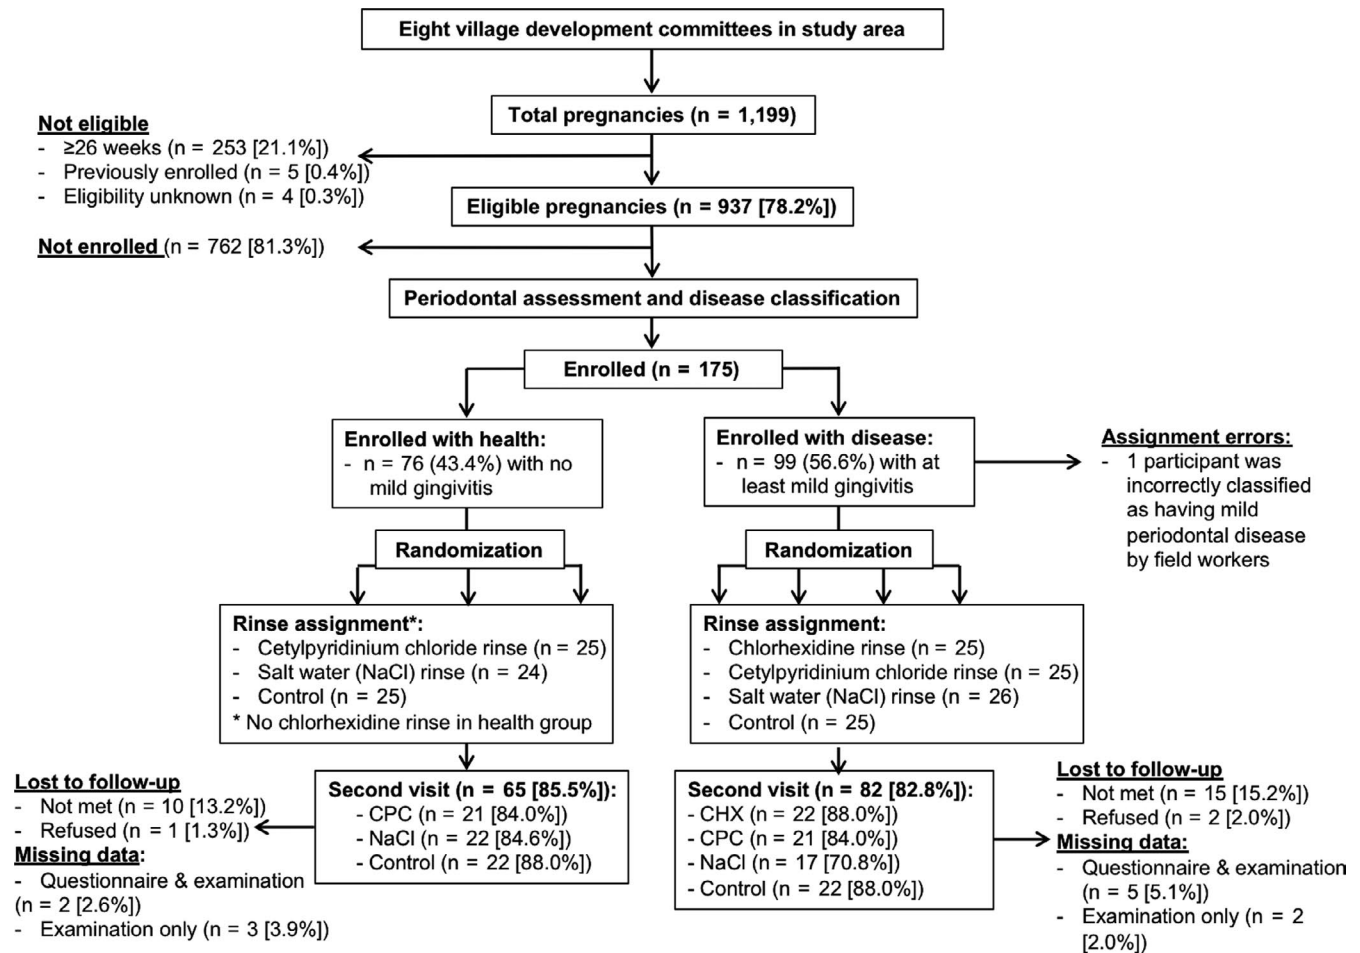 Eight village development committees in study area
Total pregnancies (n = 1,199)
Not eligible
- ≥26 weeks (n = 253 [21.1%])
- Previously enrolled (n = 5 [0.4%)
- Eligibility unknown (n = 4 [0.3%)
Eligible pregnancies (n = 937 [78.2%])
Not enrolled (n = 762 [81.3%])
Periodontal assessment and disease classification
Enrolled (n = 175)
Enrolled with health:
- n = 76 (43.4%) with no
mild gingivitis
Enrolled with disease:
- n = 99 (56.6%) with at
least mild gingivitis
Assignment errors:
- 1 participant was
incorrectly classified
as having mild
periodontal disease
by field workers
Randomization
Randomization
Rinse assignment*:
- Cetylpyridinium chloride rinse (n = 25)
- Salt water (NaCl) rinse (n = 24)
- Control (n = 25)
* No chlorhexidine rinse in health group
Rinse assignment:
- Chlorhexidine rinse (n = 25)
- Cetylpyridinium chloride rinse (n = 25)
- Salt water (NaCl) rinse (n = 26)
- Control (n = 25)
Lost to follow-up
- Not met (n = 10 [13.2%])
- Refused (n = 1 [1.3%])
Missing data:
- Questionnaire & examination
(n = 2 [2.6%])
- Examination only (n = 3 [3.9%])
Second visit (n = 65 [85.5%]):
- CPC (n = 21 [84.0%])
- NaCl (n = 22 [84.6%])
- Control (n = 22 [88.0%])
Second visit (n = 82 [82.8%]):
- CHX (n = 22 [88.0%])
- CPC (n = 21 [84.0%])
- NaCl (n = 17 [70.8%])
- Control (n = 22 [88.0%])
Lost to follow-up
- Not met (n = 15 [15.2%])
- Refused (n = 2 [2.0%])
Missing data:
- Questionnaire & examination
(n = 5 [5.1%])
- Examination only (n = 2
[2.0%])